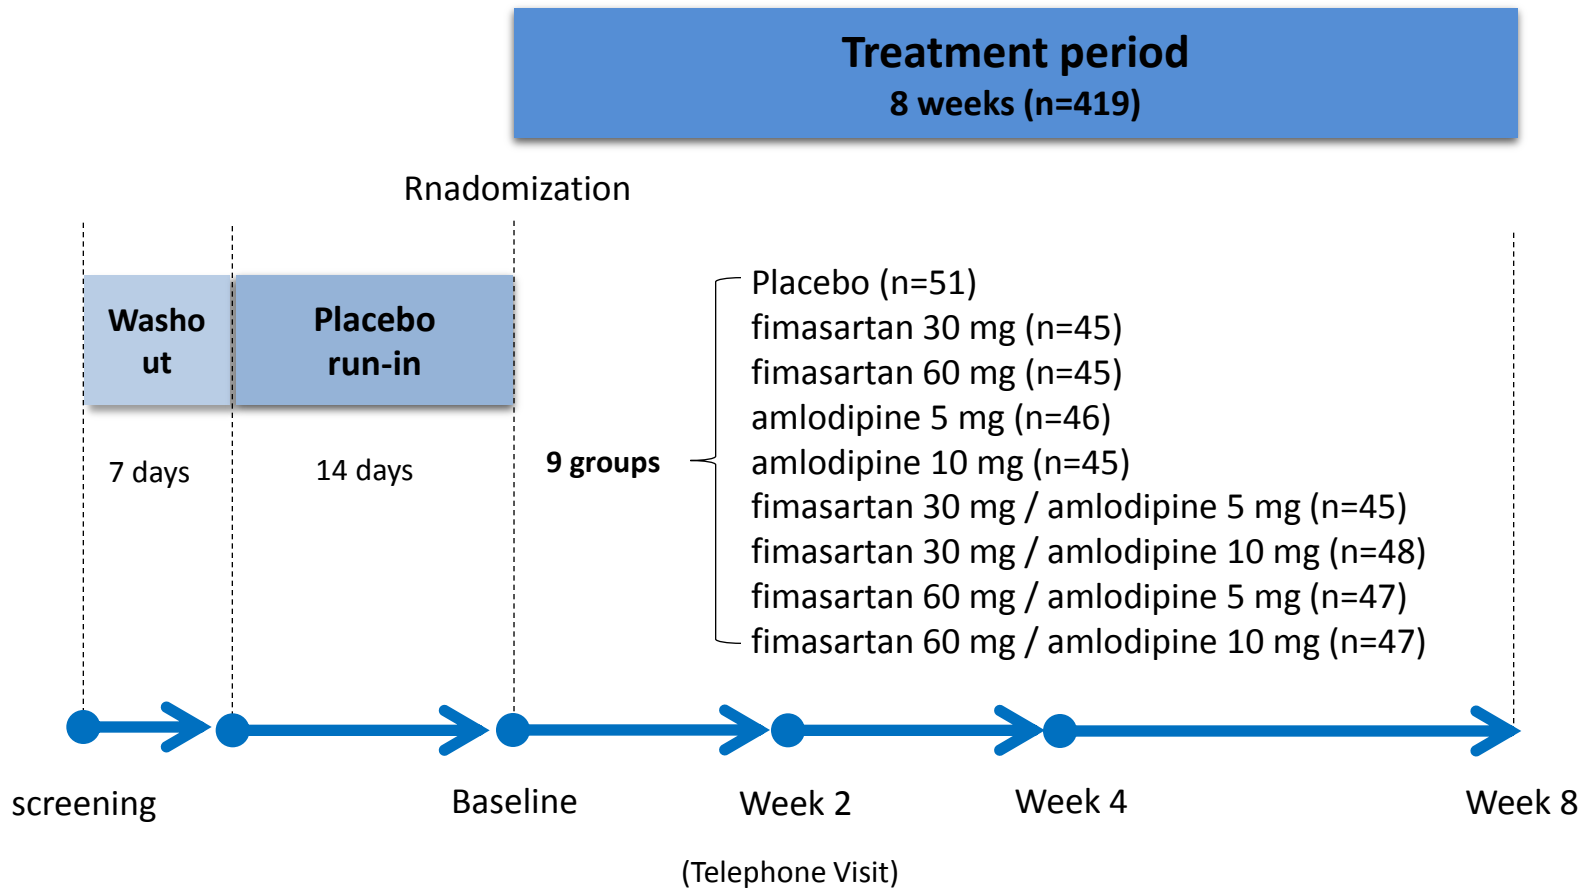 Treatment period
8 weeks (n=419)
Rnadomization
Washo
ut
Placebo
run-in
7 days
14 days
9 groups
Placebo (n=51)
fimasartan 30 mg (n=45)
fimasartan 60 mg (n=45)
amlodipine 5 mg (n=46)
amlodipine 10 mg (n=45)
fimasartan 30 mg / amlodipine 5 mg (n=45)
fimasartan 30 mg / amlodipine 10 mg (n=48)
fimasartan 60 mg / amlodipine 5 mg (n=47)
fimasartan 60 mg / amlodipine 10 mg (n=47)
screening
Baseline
Week 2
Week 4
Week 8
(Telephone Visit)